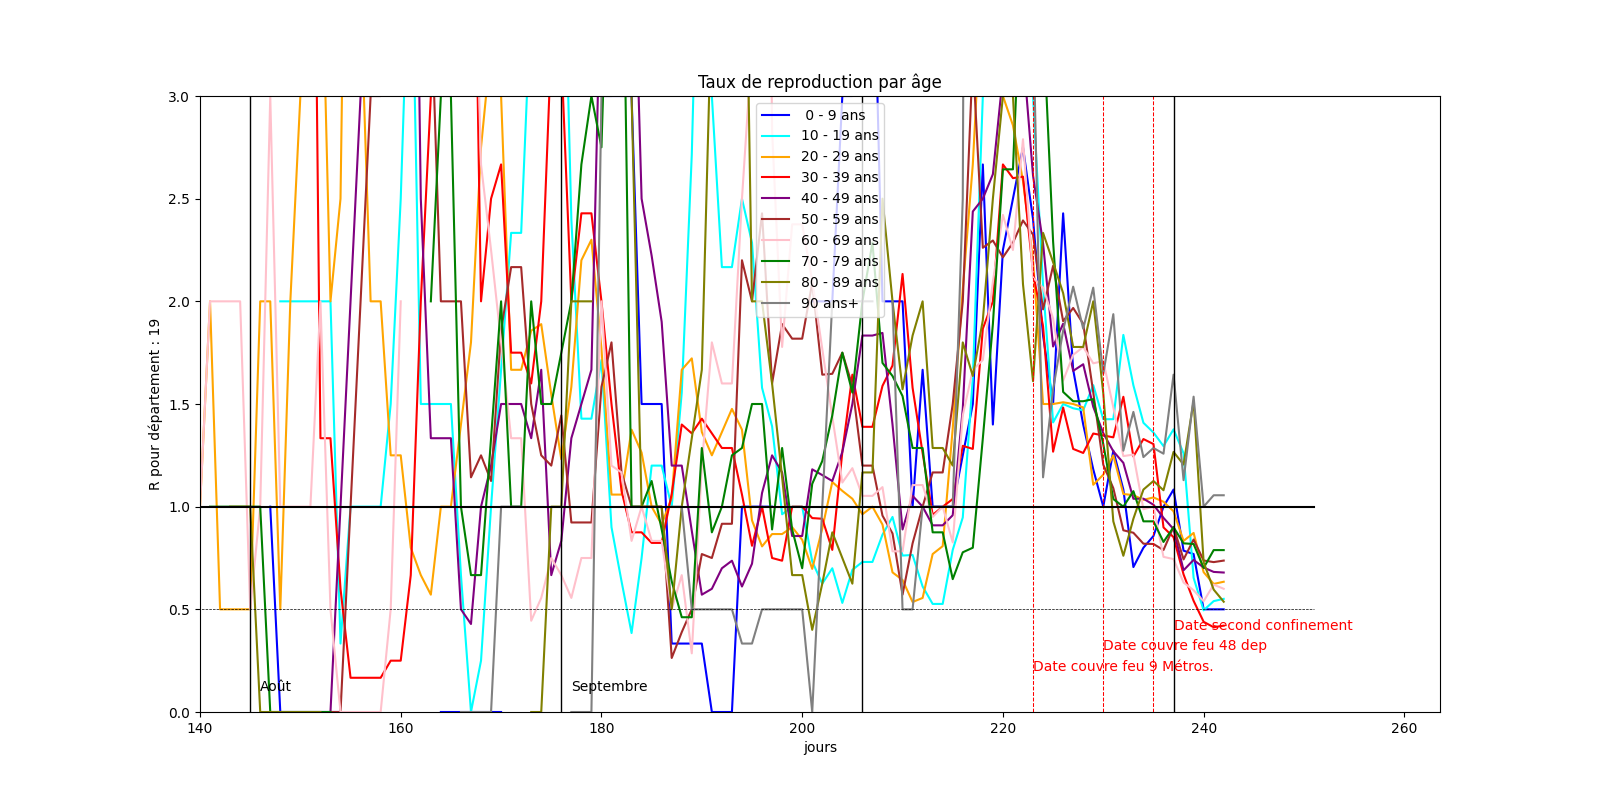 Taux de reproduction par âge
R pour département : 19
3.0
2.5
2.0
1.5
1.0
0.5
0.0
0 - 9 ans
10 - 19 ans
20 - 29 ans
30 - 39 ans
40 - 49 ans
50 - 59 ans
60 - 69 ans
70 - 79 ans
80 - 89 ans
90 ans+
Date second confinement
Date couvre feu 48 dep
Date couvre feu 9 Métros.
Août
Septembre
140 160 180 200 220 240 260
jours